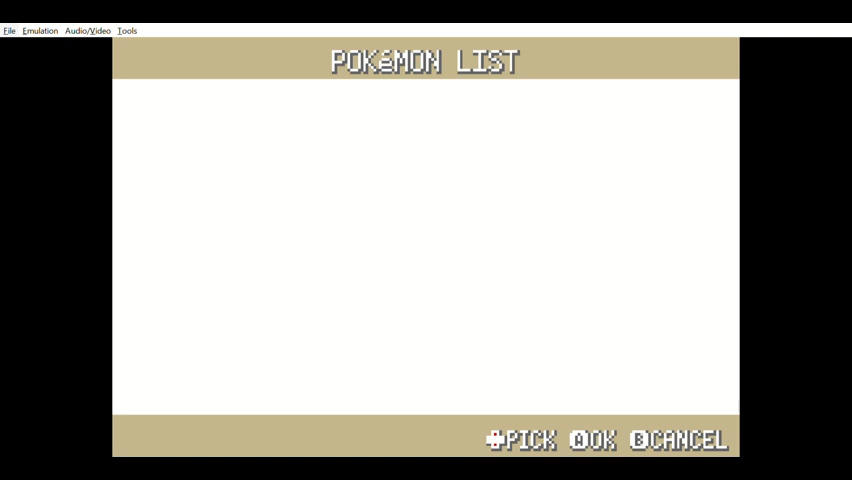 File Emulation Audio/Video Tools
POKéMON LIST
PICK A OK B CANCEL